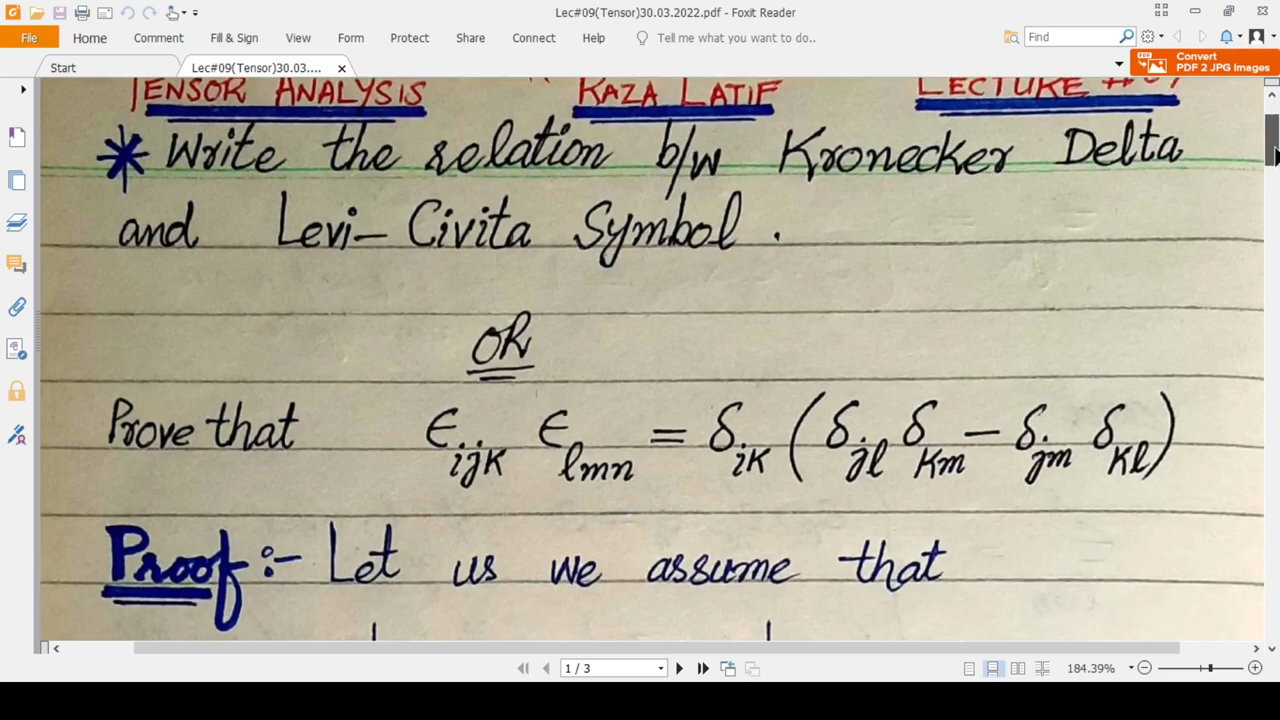 Lec#09(Tensor)30.03.2022.pdf - Foxit Reader
File Home Comment Fill & Sign View Form Protect Share Connect Help Tell me what you want to do.. Find
Start Lec#09(Tensor)30.03.... Convert
PDF 2 JPG Images
TENSOR ANALYSIS RAZA LATIF LECTURE #09
* Write the relation b/w Kronecker Delta
and Levi-Civita Symbol.
OR
Prove that ϵ_ijk ϵ_lmn = δ_ik (δ_jl δ_km − δ_jm δ_kl)
Proof:- Let us we assume that
1 / 3 184.39%